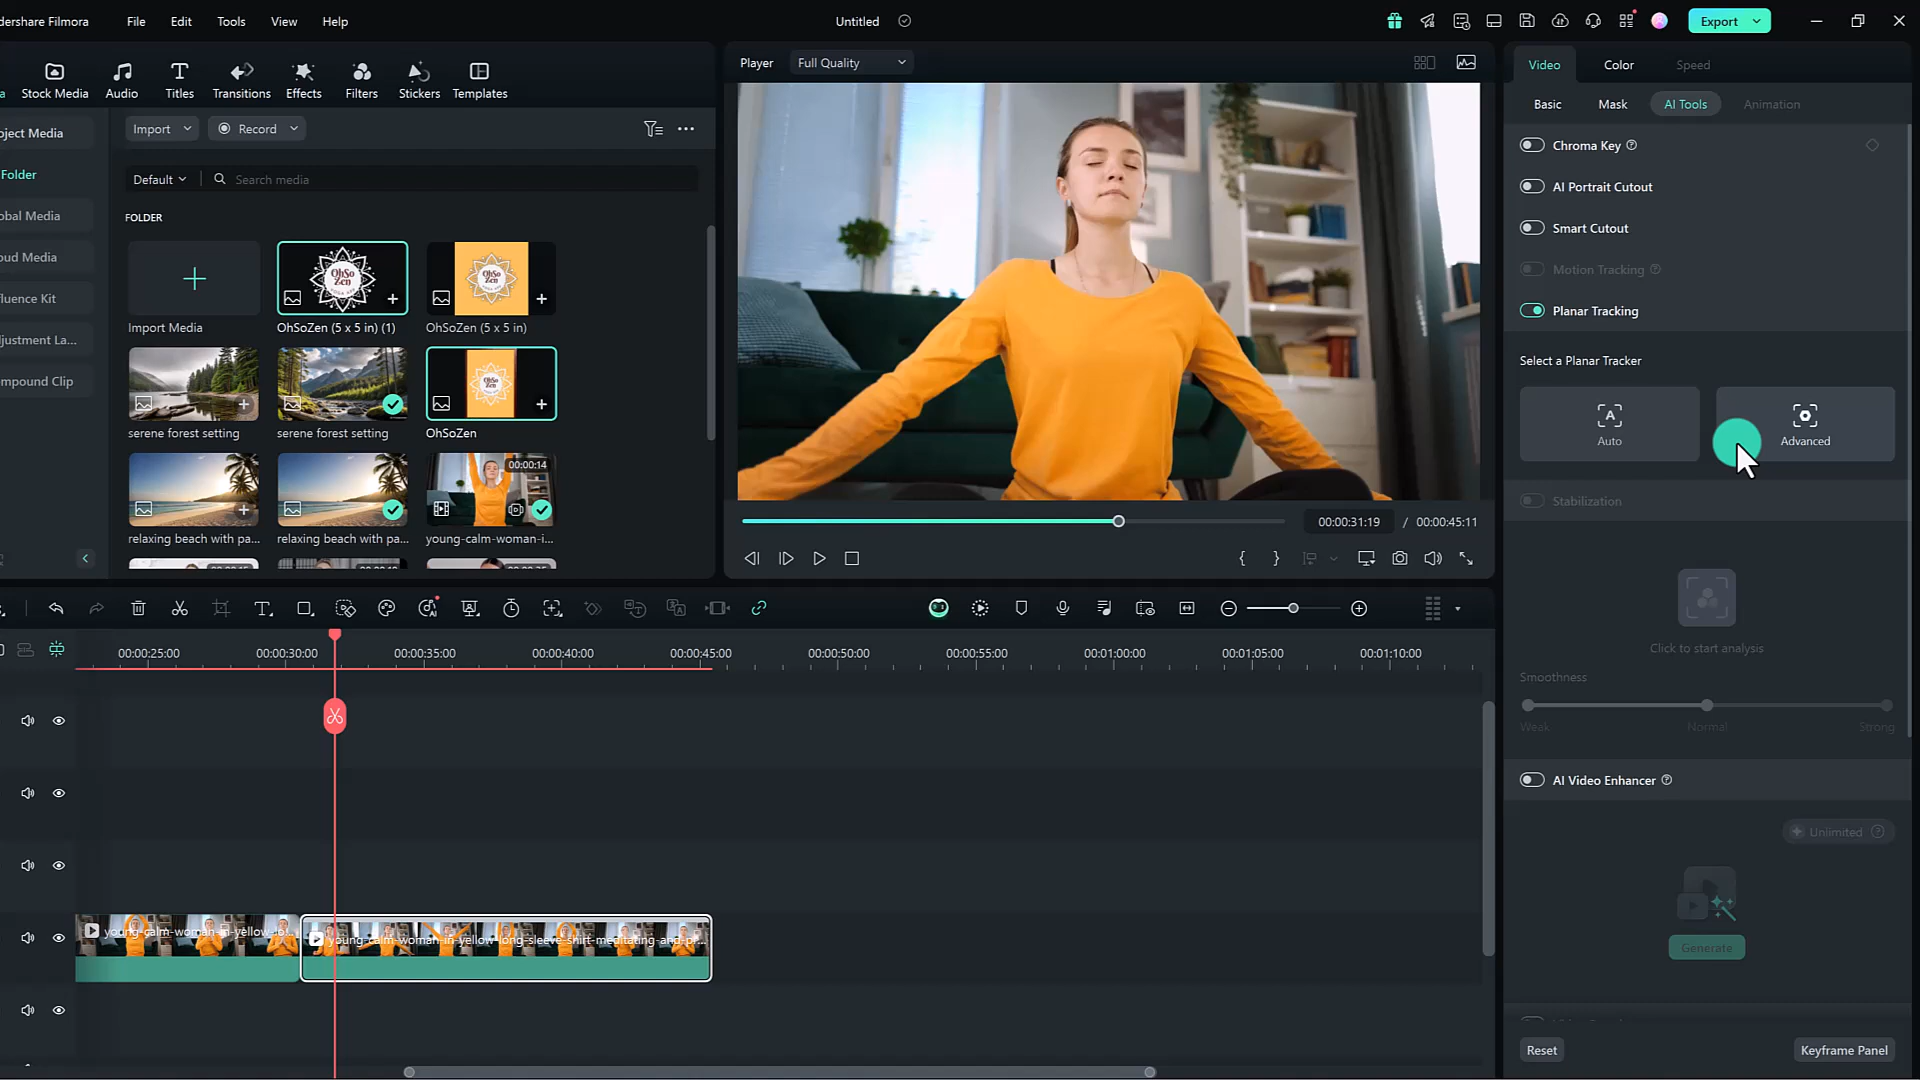 dershare Filmora
File
Edit
Tools
View
Help
Untitled
Export
Stock Media
Audio
Titles
Transitions
Effects
Filters
Stickers
Templates
Player
Full Quality
Video
Color
Speed
Basic
Mask
AI Tools
Animation
oject Media
Folder
obal Media
oud Media
fluence Kit
djustment La...
mpound Clip
Import
Record
Default
Search media
FOLDER
Import Media
OhSo
Zen
OhSoZen (5 x 5 in) (1)
OhSoZen (5 x 5 in)
serene forest setting
serene forest setting
OhSoZen
00:00:14
relaxing beach with pa...
relaxing beach with pa...
young-calm-woman-i...
00:00:31:19 / 00:00:45:11
Chroma Key
AI Portrait Cutout
Smart Cutout
Motion Tracking
Planar Tracking
Select a Planar Tracker
Auto
Advanced
Stabilization
Click to start analysis
Smoothness
Weak
Normal
Strong
AI Video Enhancer
Unlimited
Generate
Reset
Keyframe Panel
00:00:25:00
00:00:30:00
00:00:35:00
00:00:40:00
00:00:45:00
00:00:50:00
00:00:55:00
00:01:00:00
00:01:05:00
00:01:10:00
young-calm-woman-in-yellow-lo...
young-calm-woman-in-yellow-long-sleeve-shirt-meditating-and-pr...